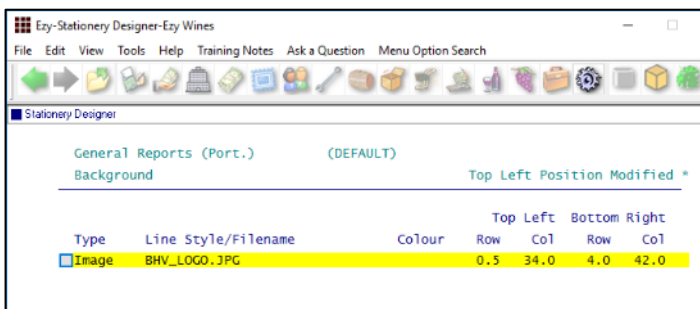 Ezy-Stationery Designer-Ezy Wines
File Edit View Tools Help Training Notes Ask a Question Menu Option Search
Stationery Designer
General Reports (Port.) (DEFAULT)
Background Top Left Position Modified *
Top Left Bottom Right
Type Line Style/Filename Colour Row Col Row Col
Image BHV_LOGO.JPG 0.5 34.0 4.0 42.0